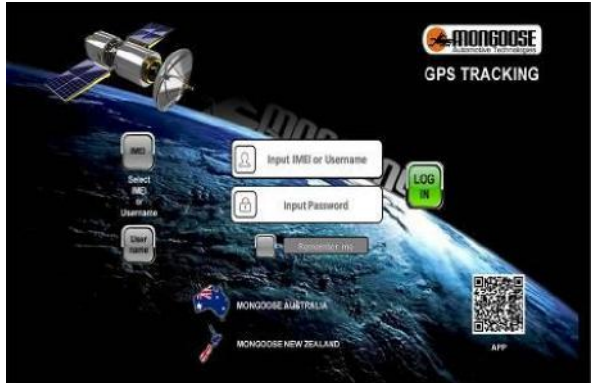 MONGOOSE
Automotive Technologies
GPS TRACKING
IMEI
Select
IMEI
or
Username
User
name
Input IMEI or Username
Input Password
Remember me
LOG
IN
MONGOOSE AUSTRALIA
MONGOOSE NEW ZEALAND
APP